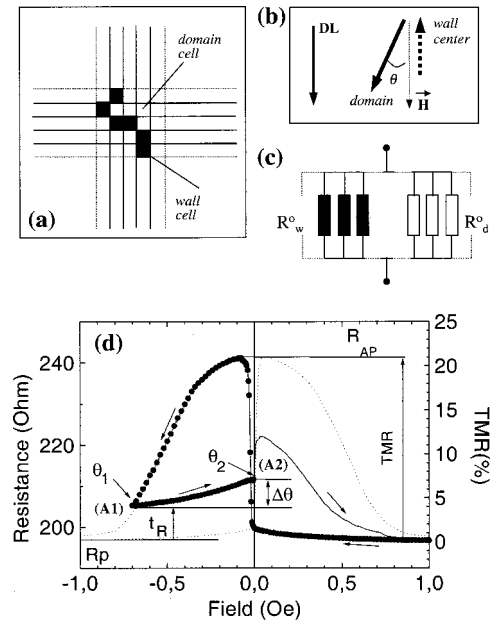 domain
cell
wall
cell
(a)
(b)
DL
wall
center
θ
domain
H
(c)
R°w
R°d
(d)
R
AP
TMR
θ1
(A1)
θ2
(A2)
Δθ
tR
Rp
240
220
200
Resistance (Ohm)
25
20
15
10
5
0
TMR(%)
-1,0
-0,5
0,0
0,5
1,0
Field (Oe)